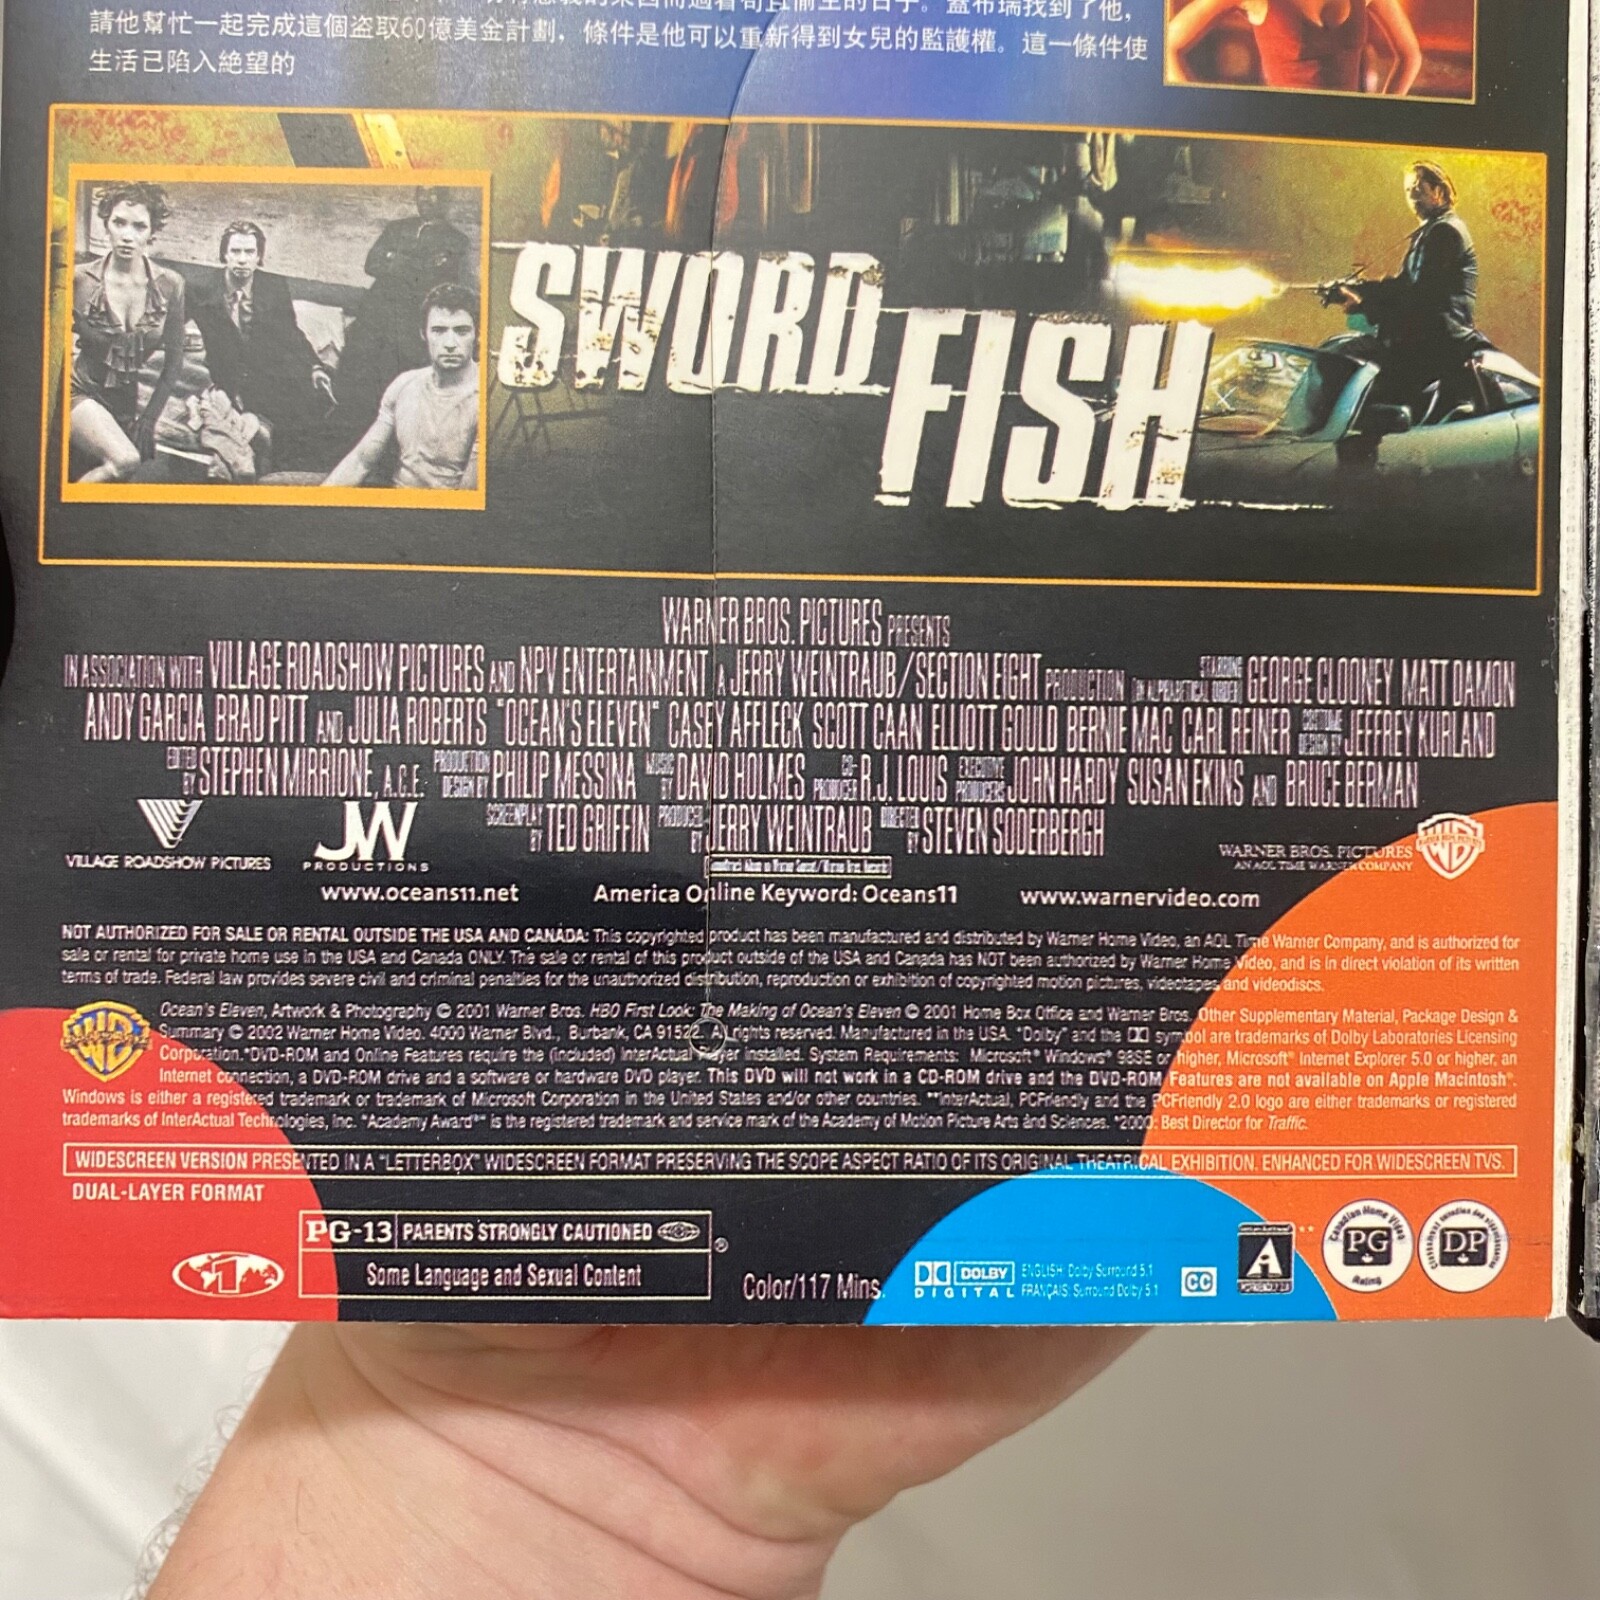 請他幫忙一起完成這個盜取60億美金計劃，條件是他可以重新得到女兒的監護權。這一條件使
生活已陷入絕望的
SWORD
FISH
WARNER BROS. PICTURES PRESENTS
IN ASSOCIATION WITH VILLAGE ROADSHOW PICTURES AND NPV ENTERTAINMENT A JERRY WEINTRAUB/SECTION EIGHT PRODUCTION STARRING IN ALPHABETICAL ORDER GEORGE CLOONEY MATT DAMON
ANDY GARCIA BRAD PITT AND JULIA ROBERTS "OCEAN'S ELEVEN" CASEY AFFLECK SCOTT CAAN ELLIOTT GOULD BERNIE MAC CARL REINER COSTUME DESIGN BY JEFFREY KURLAND
EDITED BY STEPHEN MIRRIONE, A.C.E. PRODUCTION DESIGN BY PHILIP MESSINA MUSIC BY DAVID HOLMES CO-PRODUCER R.J. LOUIS EXECUTIVE PRODUCERS JOHN HARDY SUSAN EKINS AND BRUCE BERMAN
SCREENPLAY BY TED GRIFFIN PRODUCED BY JERRY WEINTRAUB DIRECTED BY STEVEN SODERBERGH
VILLAGE ROADSHOW PICTURES
JW
PRODUCTIONS
WARNER BROS. PICTURES
AN AOL TIME WARNER COMPANY
www.oceans11.net America Online Keyword: Oceans11 www.warnervideo.com
NOT AUTHORIZED FOR SALE OR RENTAL OUTSIDE THE USA AND CANADA: This copyrighted product has been manufactured and distributed by Warner Home Video, an AOL Time Warner Company, and is authorized for
sale or rental for private home use in the USA and Canada ONLY. The sale or rental of this product outside of the USA and Canada has NOT been authorized by Warner Home Video, and is in direct violation of its written
terms of trade. Federal law provides severe civil and criminal penalties for the unauthorized distribution, reproduction or exhibition of copyrighted motion pictures, videotapes and videodiscs.
Ocean's Eleven, Artwork & Photography © 2001 Warner Bros. HBO First Look: The Making of Ocean's Eleven © 2001 Home Box Office and Warner Bros. Other Supplementary Material, Package Design &
Summary © 2002 Warner Home Video. 4000 Warner Blvd., Burbank, CA 91522. All rights reserved. Manufactured in the USA. "Dolby" and the symbol are trademarks of Dolby Laboratories Licensing
Corporation. *DVD-ROM and Online Features require the (included) InterActual Player installed. System Requirements: Microsoft® Windows® 98SE or higher, Microsoft® Internet Explorer 5.0 or higher, an
Internet connection, a DVD-ROM drive and a software or hardware DVD player. This DVD will not work in a CD-ROM drive and the DVD-ROM Features are not available on Apple Macintosh®.
Windows is either a registered trademark or trademark of Microsoft Corporation in the United States and/or other countries. **InterActual, PCFriendly and the PCFriendly 2.0 logo are either trademarks or registered
trademarks of InterActual Technologies, Inc. "Academy Award®" is the registered trademark and service mark of the Academy of Motion Picture Arts and Sciences. *2000: Best Director for Traffic.
WIDESCREEN VERSION PRESENTED IN A "LETTERBOX" WIDESCREEN FORMAT PRESERVING THE SCOPE ASPECT RATIO OF ITS ORIGINAL THEATRICAL EXHIBITION. ENHANCED FOR WIDESCREEN TVS.
DUAL-LAYER FORMAT
1
PG-13 PARENTS STRONGLY CAUTIONED ®
Some Language and Sexual Content
Color/117 Mins.
DOLBY
DIGITAL
ENGLISH: Dolby Surround 5.1
FRANÇAIS: Surround Dolby 5.1
CC
**
Canadian Home Video
PG
Rating
DP